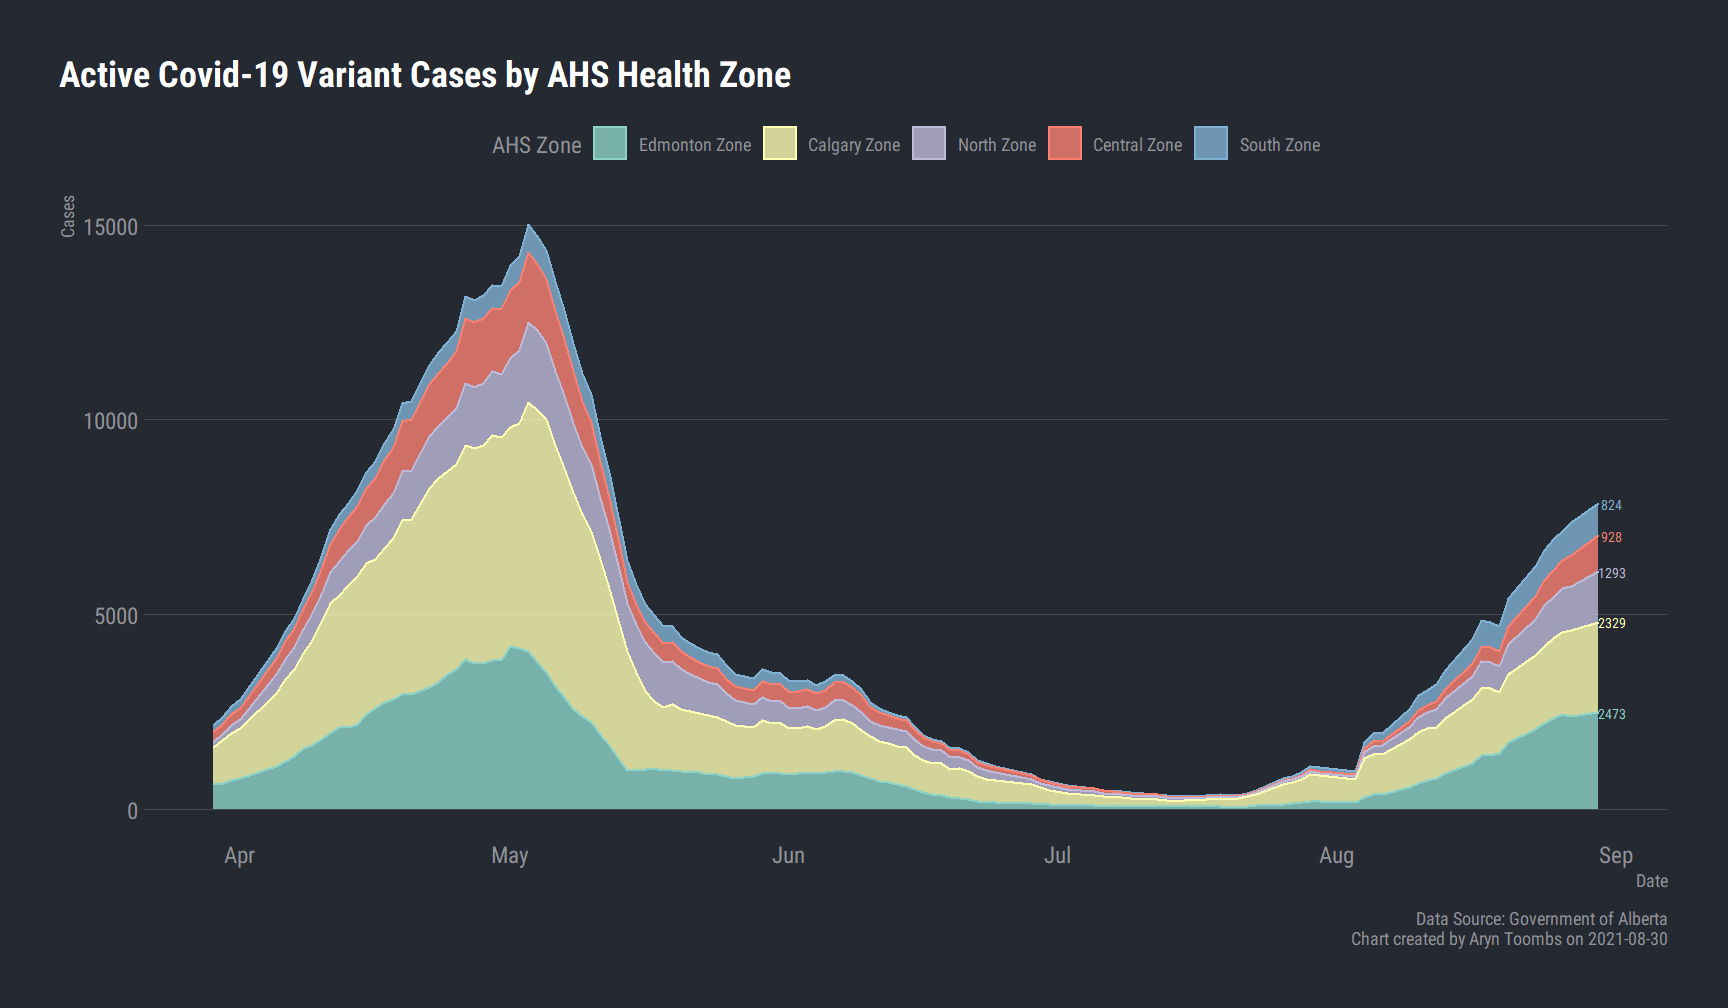 Active Covid-19 Variant Cases by AHS Health Zone
AHS Zone Edmonton Zone Calgary Zone North Zone Central Zone South Zone
Cases
15000
10000
5000
0
824
928
1293
2329
2473
Apr May Jun Jul Aug Sep
Date
Data Source: Government of Alberta
Chart created by Aryn Toombs on 2021-08-30